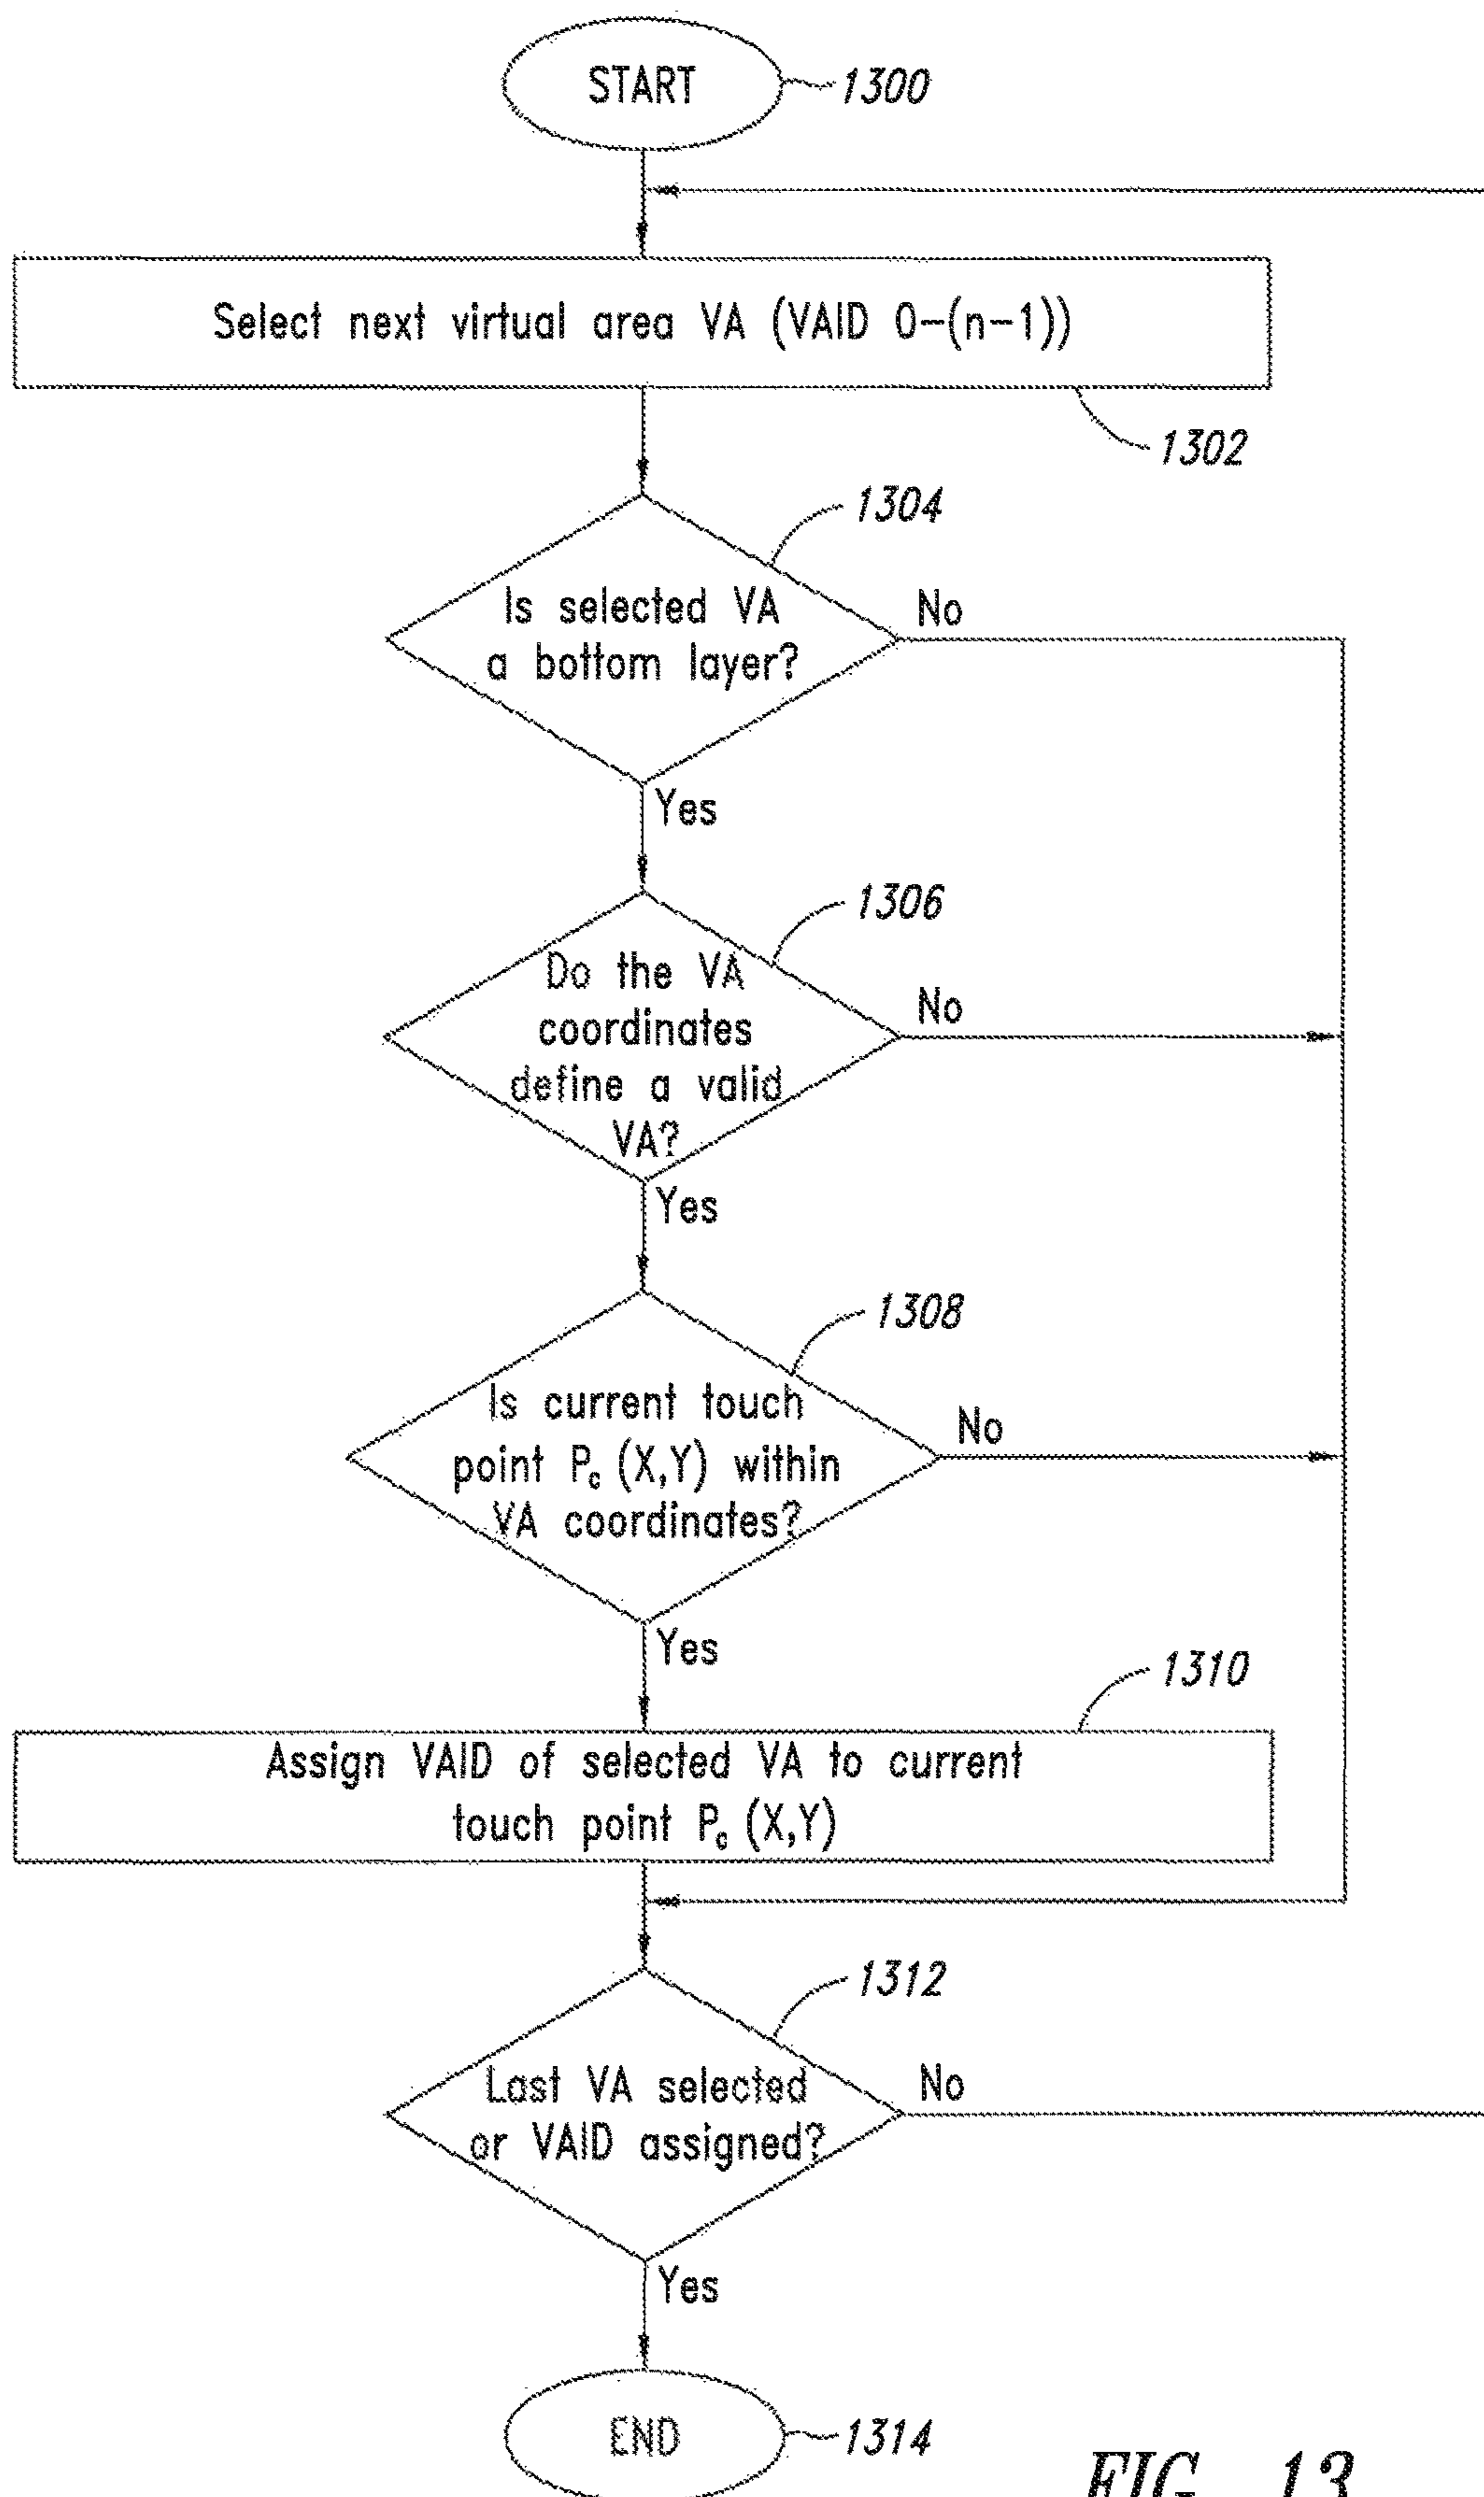 START
1300
Select next virtual area VA (VAID 0-(n-1))
1302
1304
Is selected VA
a bottom layer?
No
Yes
1306
Do the VA
coordinates
define a valid
VA?
No
Yes
1308
Is current touch
point Pc (X,Y) within
VA coordinates?
No
Yes
1310
Assign VAID of selected VA to current
touch point Pc (X,Y)
1312
Last VA selected
or VAID assigned?
No
Yes
END
1314
FIG. 13